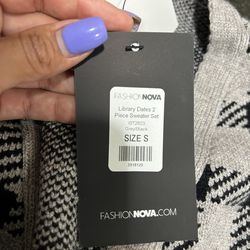 FASHIONNOVA
Library Dates 2
Piece Sweater Set
Grey/Black
SIZE S
FASHIONNOVA.COM